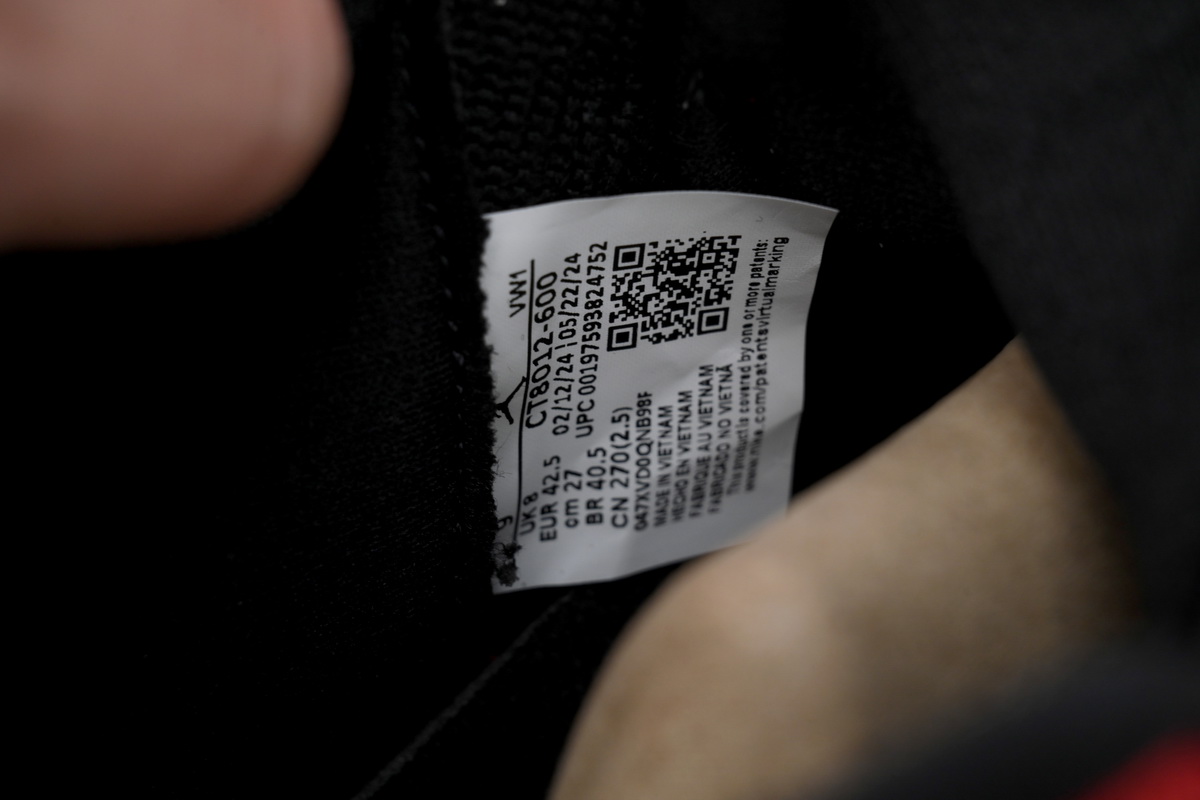 VW1
9
UK 8
CT8012-600
EUR 42.5
02/12/24 05/22/24
cm 27
UPC 00197593824752
BR 40.5
CN 270(2.5)
047XVD0QNB98F
MADE IN VIETNAM
HECHO EN VIETNAM
FABRIQUE AU VIETNAM
FABRICADO NO VIETNÃ
This product is covered by one or more patents:
www.nike.com/patentsvirtualmarking